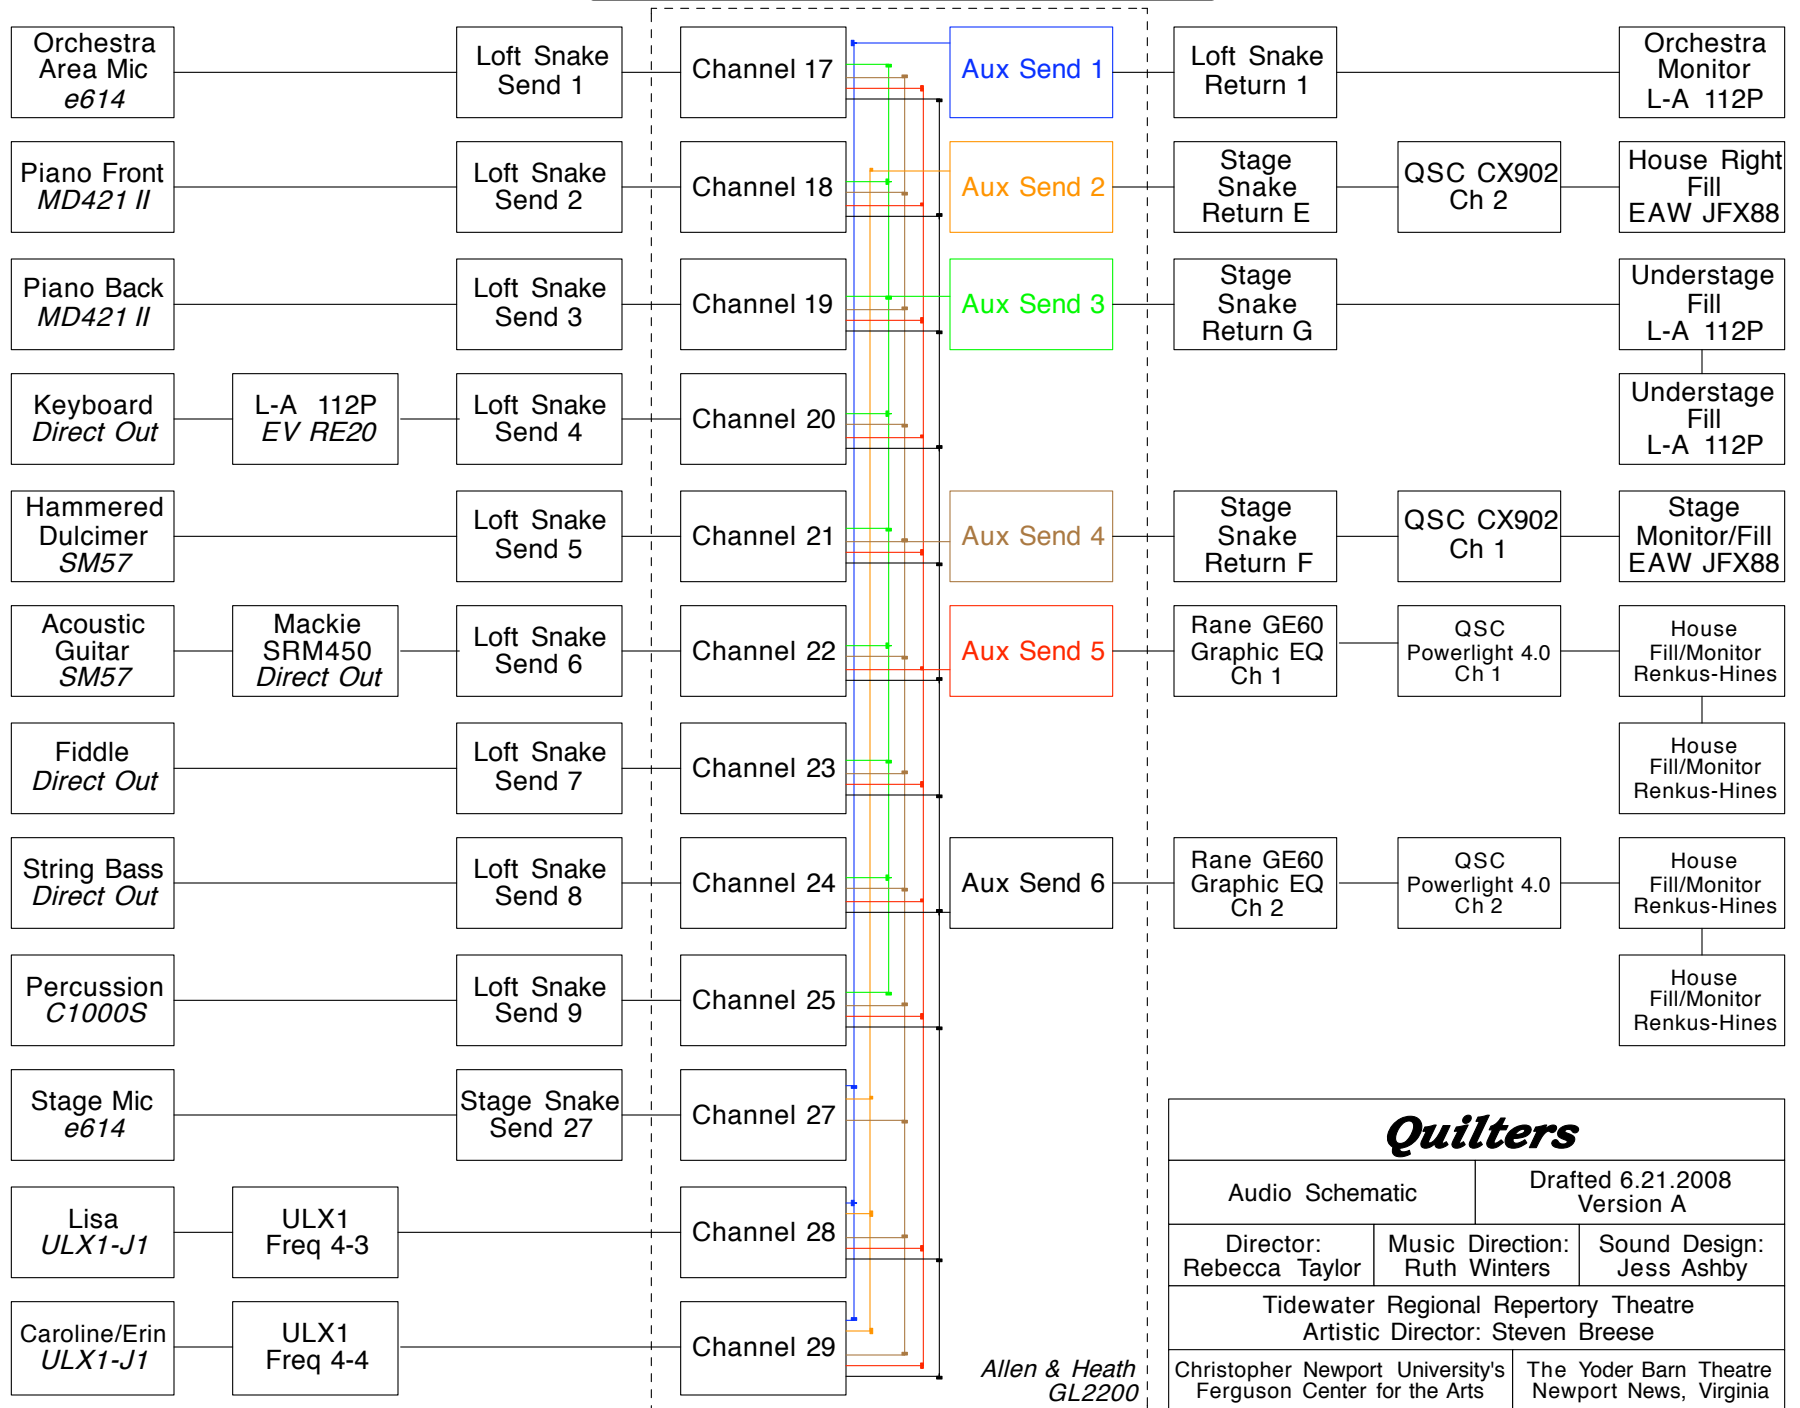 Orchestra
Area Mic
e614
Loft Snake
Send 1
Channel 17
Aux Send 1
Loft Snake
Return 1
Orchestra
Monitor
L-A 112P
Piano Front
MD421 II
Loft Snake
Send 2
Channel 18
Aux Send 2
Stage
Snake
Return E
QSC CX902
Ch 2
House Right
Fill
EAW JFX88
Piano Back
MD421 II
Loft Snake
Send 3
Channel 19
Aux Send 3
Stage
Snake
Return G
Understage
Fill
L-A 112P
Keyboard
Direct Out
L-A 112P
EV RE20
Loft Snake
Send 4
Channel 20
Understage
Fill
L-A 112P
Hammered
Dulcimer
SM57
Loft Snake
Send 5
Channel 21
Aux Send 4
Stage
Snake
Return F
QSC CX902
Ch 1
Stage
Monitor/Fill
EAW JFX88
Acoustic
Guitar
SM57
Mackie
SRM450
Direct Out
Loft Snake
Send 6
Channel 22
Aux Send 5
Rane GE60
Graphic EQ
Ch 1
QSC
Powerlight 4.0
Ch 1
House
Fill/Monitor
Renkus-Hines
Fiddle
Direct Out
Loft Snake
Send 7
Channel 23
House
Fill/Monitor
Renkus-Hines
String Bass
Direct Out
Loft Snake
Send 8
Channel 24
Aux Send 6
Rane GE60
Graphic EQ
Ch 2
QSC
Powerlight 4.0
Ch 2
House
Fill/Monitor
Renkus-Hines
Percussion
C1000S
Loft Snake
Send 9
Channel 25
House
Fill/Monitor
Renkus-Hines
Stage Mic
e614
Stage Snake
Send 27
Channel 27
Lisa
ULX1-J1
ULX1
Freq 4-3
Channel 28
Caroline/Erin
ULX1-J1
ULX1
Freq 4-4
Channel 29
Allen & Heath
GL2200
Quilters
Audio Schematic
Drafted 6.21.2008
Version A
Director:
Rebecca Taylor
Music Direction:
Ruth Winters
Sound Design:
Jess Ashby
Tidewater Regional Repertory Theatre
Artistic Director: Steven Breese
Christopher Newport University's
Ferguson Center for the Arts
The Yoder Barn Theatre
Newport News, Virginia